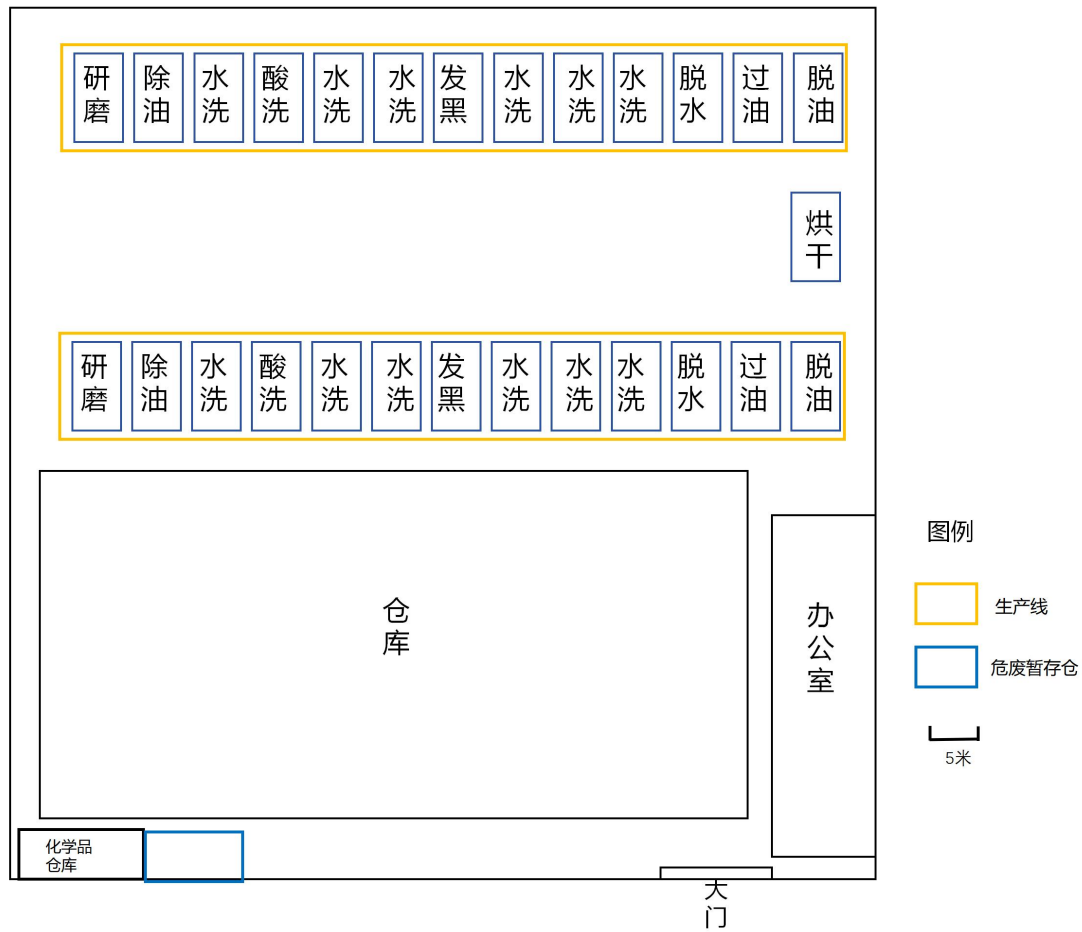 研磨
除油
水洗
酸洗
水洗
水洗
发黑
水洗
水洗
水洗
脱水
过油
脱油
烘干
研磨
除油
水洗
酸洗
水洗
水洗
发黑
水洗
水洗
水洗
脱水
过油
脱油
仓库
办公室
图例
生产线
危废暂存仓
5米
化学品
仓库
大门